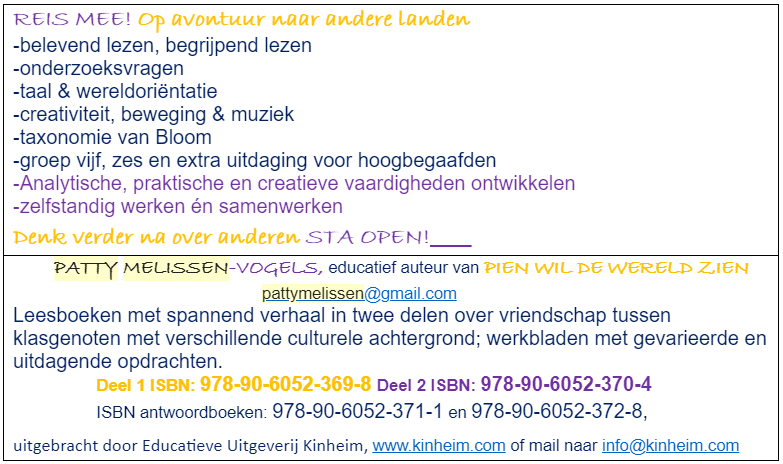 REIS MEE! Op avontuur naar andere landen
-belevend lezen, begrijpend lezen
-onderzoeksvragen
-taal & wereldoriëntatie
-creativiteit, beweging & muziek
-taxonomie van Bloom
-groep vijf, zes en extra uitdaging voor hoogbegaafden
-Analytische, praktische en creatieve vaardigheden ontwikkelen
-zelfstandig werken én samenwerken
Denk verder na over anderen STA OPEN!____
PATTY MELISSEN-VOGELS, educatief auteur van PIEN WIL DE WERELD ZIEN
pattymelissen@gmail.com
Leesboeken met spannend verhaal in twee delen over vriendschap tussen
klasgenoten met verschillende culturele achtergrond; werkbladen met gevarieerde en
uitdagende opdrachten.
Deel 1 ISBN: 978-90-6052-369-8 Deel 2 ISBN: 978-90-6052-370-4
ISBN antwoordboeken: 978-90-6052-371-1 en 978-90-6052-372-8,
uitgebracht door Educatieve Uitgeverij Kinheim, www.kinheim.com of mail naar info@kinheim.com